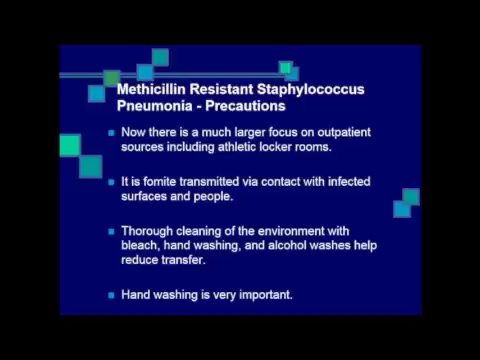 Methicillin Resistant Staphylococcus
Pneumonia - Precautions
Now there is a much larger focus on outpatient
sources including athletic locker rooms.
It is fomite transmitted via contact with infected
surfaces and people.
Thorough cleaning of the environment with
bleach, hand washing, and alcohol washes help
reduce transfer.
Hand washing is very important.